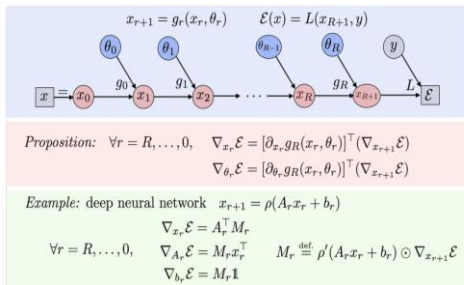 x_{r+1} = g_r(x_r, θ_r)    ℰ(x) = L(x_{R+1}, y)
θ_0 θ_1 θ_{R-1} θ_R y
x = x_0 g_0 x_1 g_1 x_2 ⋯ x_R g_R x_{R+1} L ℰ
Proposition: ∀r = R, …, 0, ∇_{x_r}ℰ = [∂_{x_r} g_R(x_r, θ_r)]^⊤ (∇_{x_{r+1}}ℰ)
∇_{θ_r}ℰ = [∂_{θ_r} g_R(x_r, θ_r)]^⊤ (∇_{x_{r+1}}ℰ)
Example: deep neural network x_{r+1} = ρ(A_r x_r + b_r)
∇_{x_r}ℰ = A_r^⊤ M_r
∀r = R, …, 0, ∇_{A_r}ℰ = M_r x_r^⊤    M_r ≝ ρ′(A_r x_r + b_r) ⊙ ∇_{x_{r+1}}ℰ
∇_{b_r}ℰ = M_r 𝟙